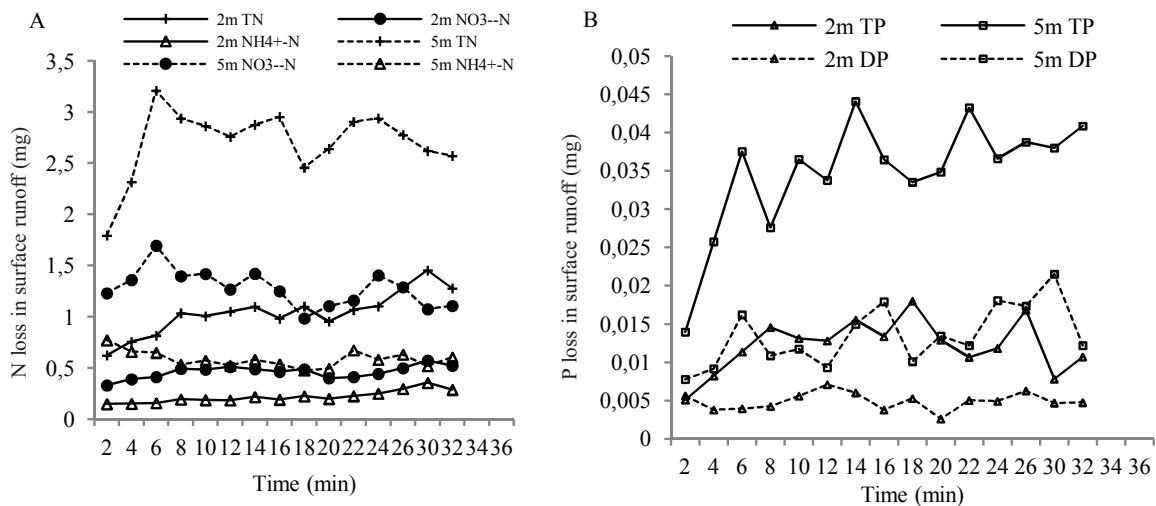 A
2m TN 2m NO3--N
2m NH4+-N 5m TN
5m NO3--N 5m NH4+-N
N loss in surface runoff (mg)
3,5
3
2,5
2
1,5
1
0,5
0
2 4 6 8 10 12 14 16 18 20 22 24 26 30 32 34 36
Time (min)
B
2m TP 5m TP
2m DP 5m DP
P loss in surface runoff (mg)
0,05
0,045
0,04
0,035
0,03
0,025
0,02
0,015
0,01
0,005
0
2 4 6 8 10 12 14 16 18 20 22 24 26 30 32 34 36
Time (min)